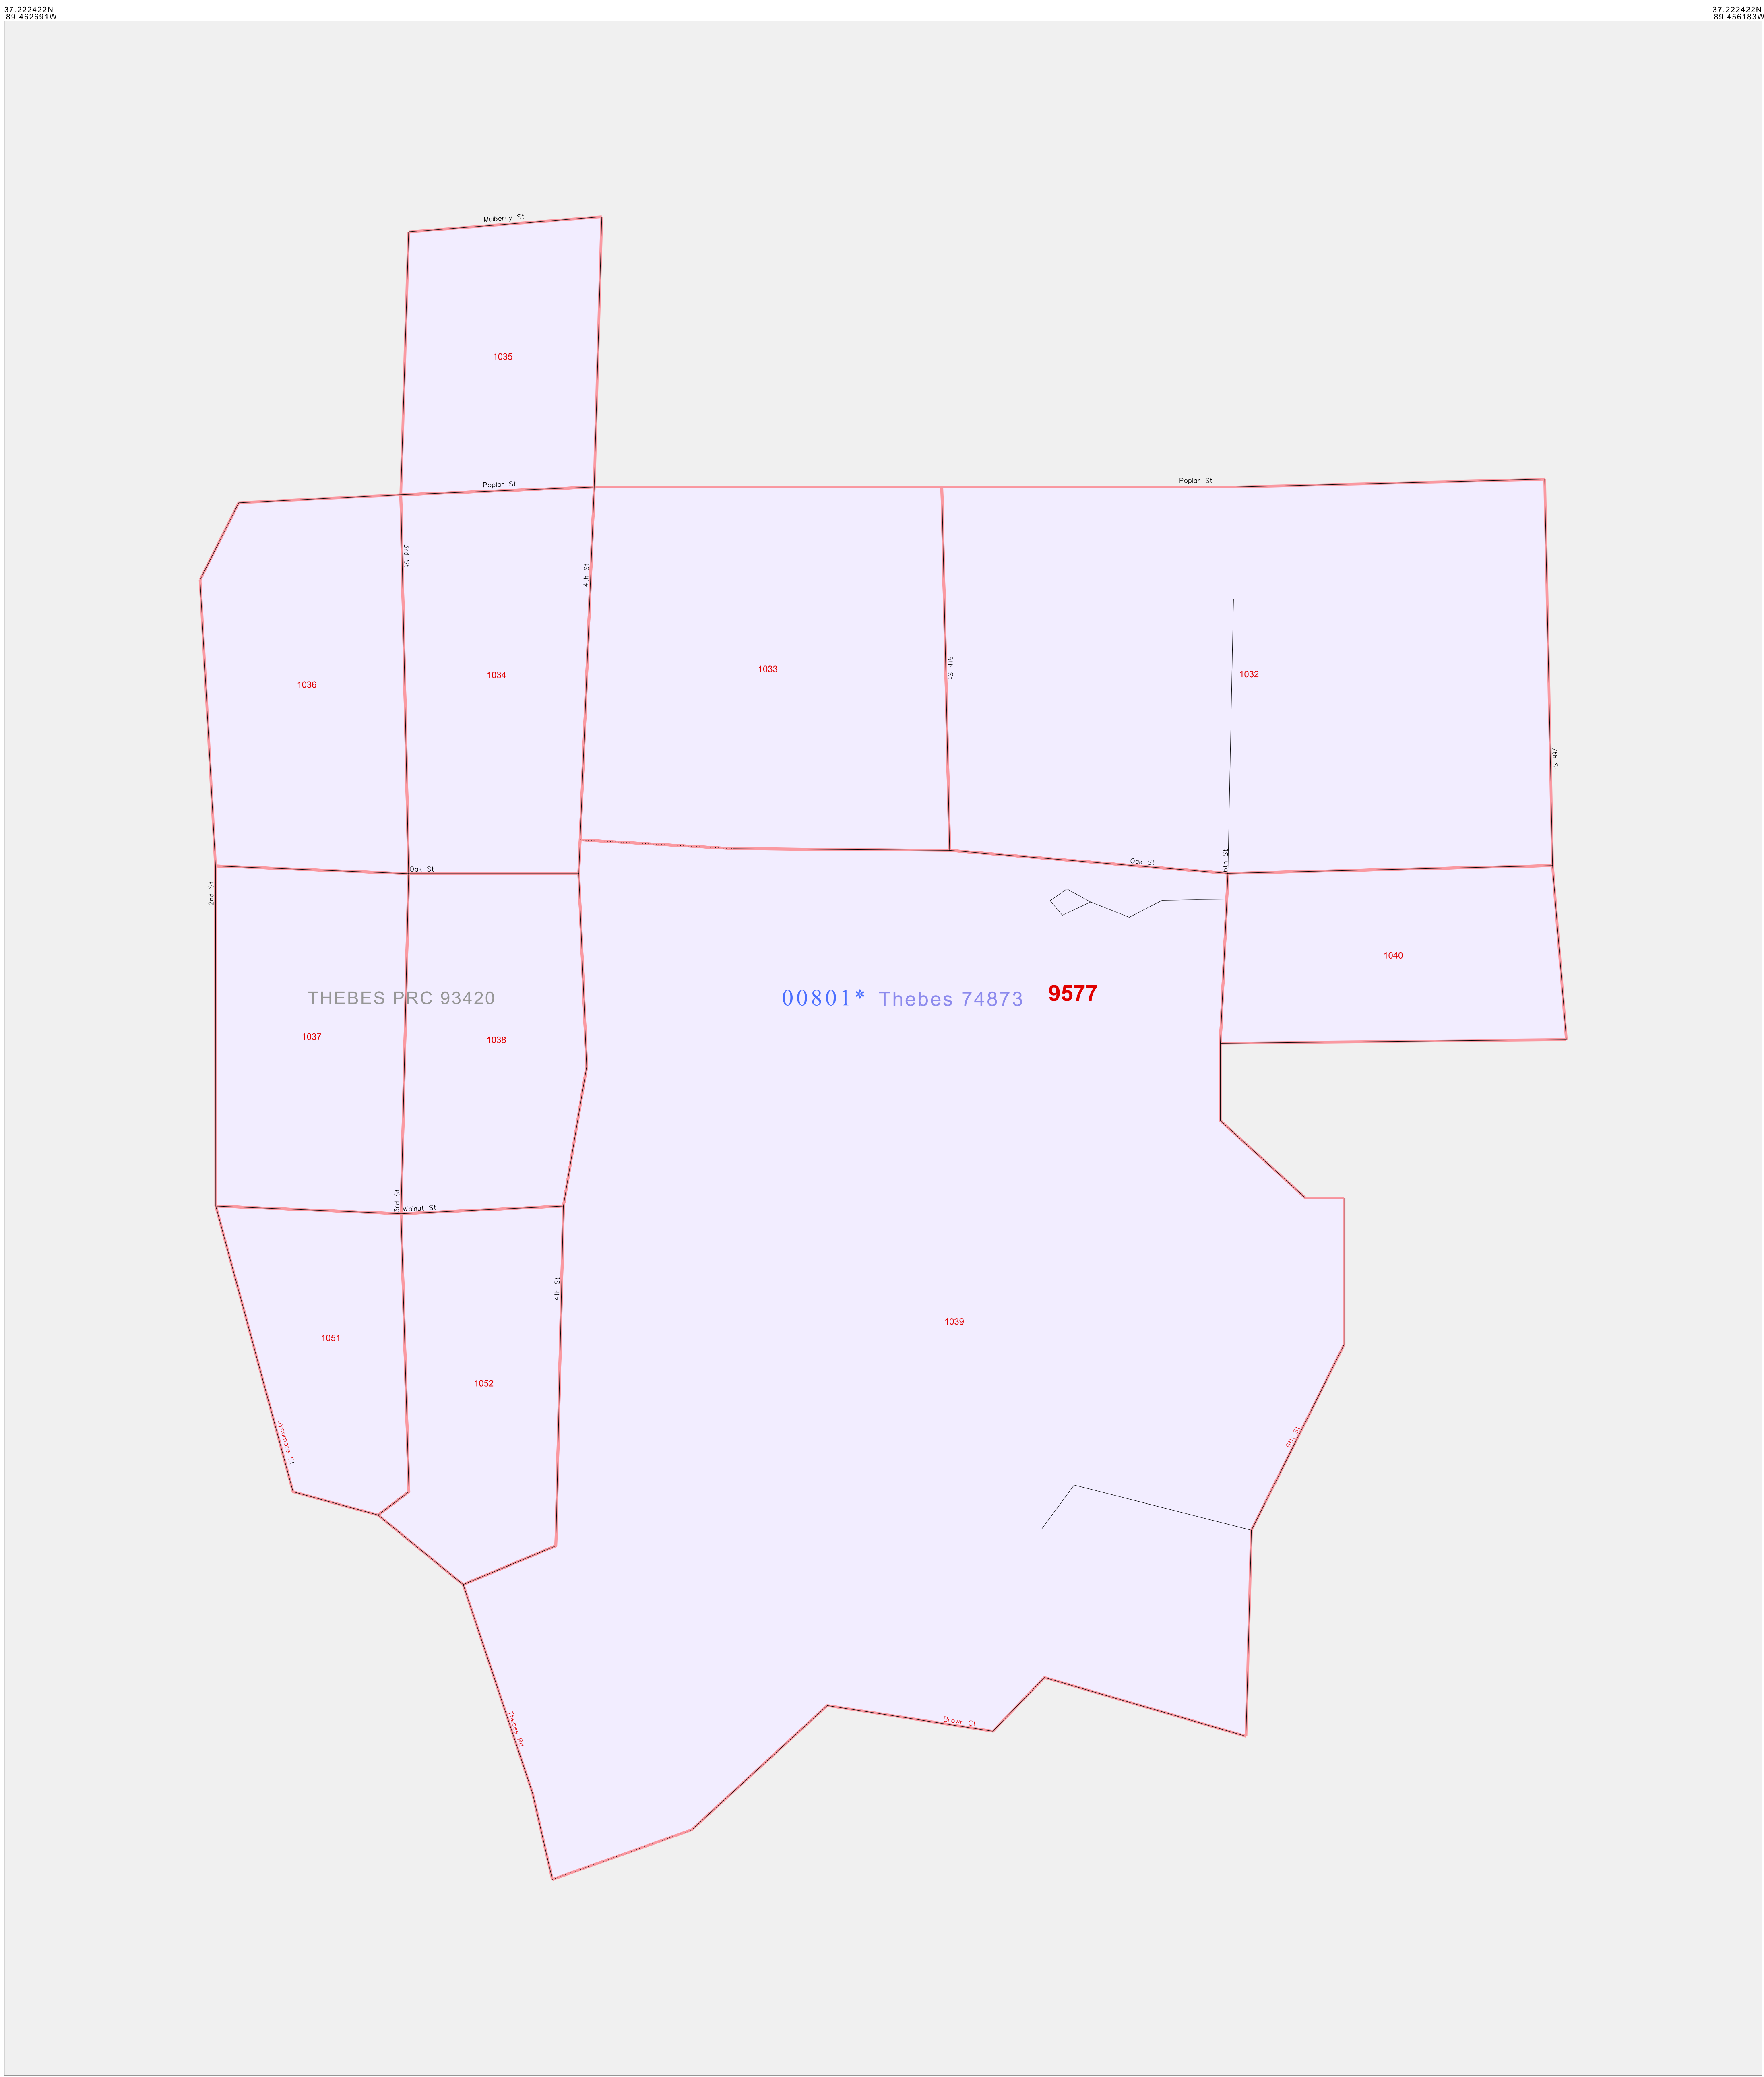 37.222422N
89.462691W
37.222422N
89.456183W
Mulberry St
1035
Poplar St
Poplar St
3rd St
4th St
1036
1034
1033
5th St
1032
7th St
Oak St
Oak St
6th St
2nd St
1040
THEBES PRC 93420
00801* Thebes 74873 9577
1037
1038
3rd St
Walnut St
4th St
1051
1039
1052
Sycamore St
6th St
Thebes Rd
Brown Ct